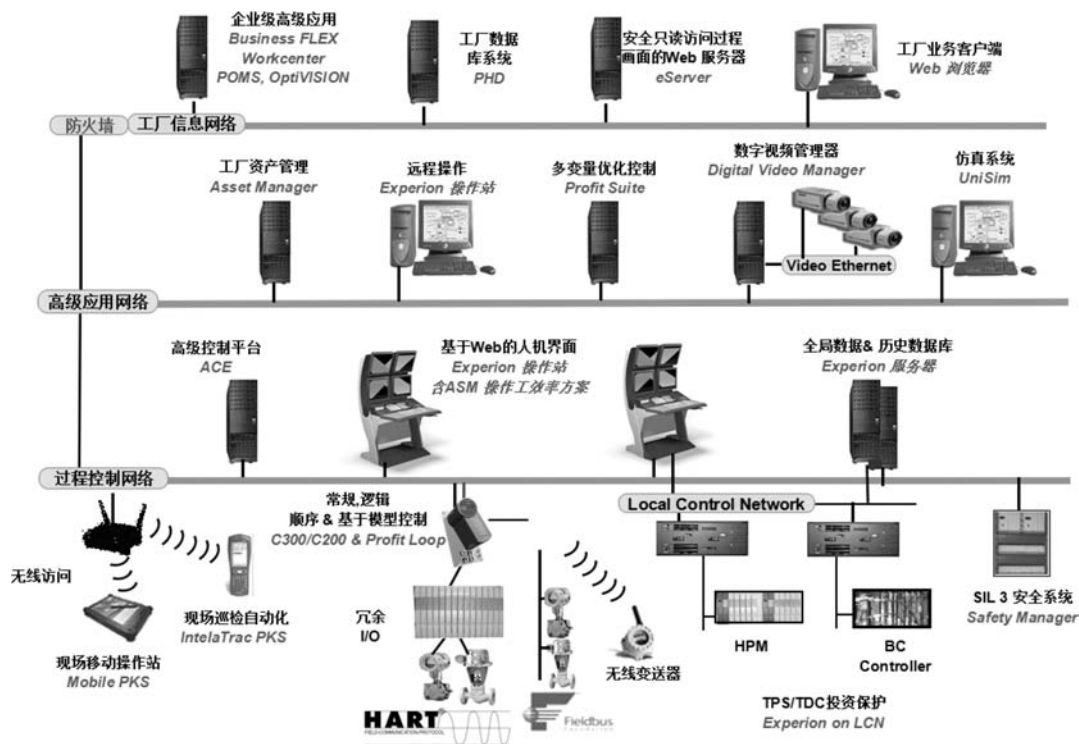 企业级高级应用
Business FLEX
Workcenter
POMS, OptiVISION
工厂数据
库系统
PHD
安全只读访问过程
画面的Web 服务器
eServer
工厂业务客户端
Web 浏览器
防火墙
工厂信息网络
工厂资产管理
Asset Manager
远程操作
Experion 操作站
多变量优化控制
Profit Suite
数字视频管理器
Digital Video Manager
仿真系统
UniSim
Video Ethernet
高级应用网络
高级控制平台
ACE
基于Web的人机界面
Experion 操作站
含ASM 操作工效率方案
全局数据& 历史数据库
Experion 服务器
过程控制网络
常规,逻辑
顺序 & 基于模型控制
C300/C200 & Profit Loop
Local Control Network
无线访问
现场巡检自动化
IntelaTrac PKS
现场移动操作站
Mobile PKS
冗余
I/O
无线变送器
HPM
BC
Controller
SIL 3 安全系统
Safety Manager
TPS/TDC投资保护
Experion on LCN
HART
FIELD COMMUNICATION PROTOCOL
Fieldbus
Foundation